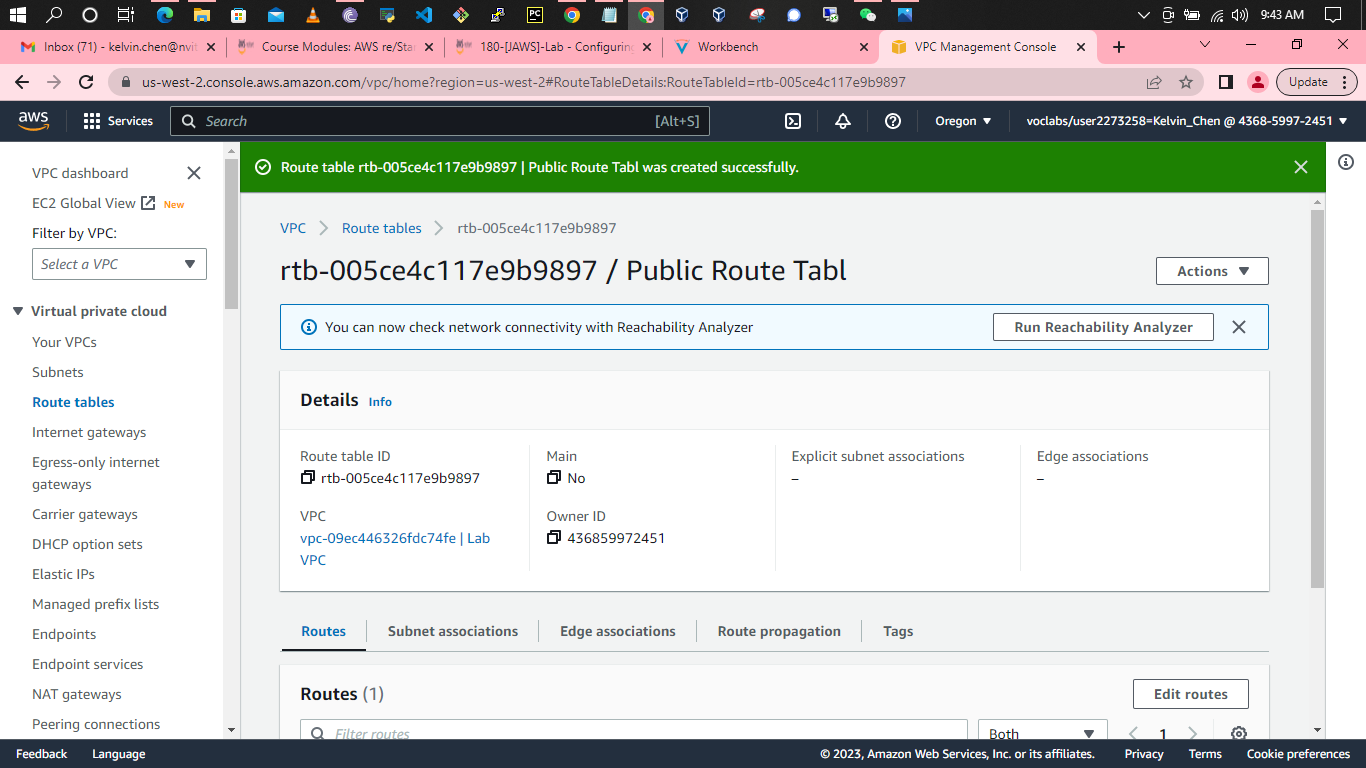 9:43 AM
Inbox (71) - kelvin.chen@nvit
Course Modules: AWS re/Star
180-[JAWS]-Lab - Configuring
Workbench
VPC Management Console
us-west-2.console.aws.amazon.com/vpc/home?region=us-west-2#RouteTableDetails:RouteTableId=rtb-005ce4c117e9b9897
Update
aws
Services
Search
[Alt+S]
Oregon
voclabs/user2273258=Kelvin_Chen @ 4368-5997-2451
VPC dashboard
EC2 Global View New
Filter by VPC:
Select a VPC
Virtual private cloud
Your VPCs
Subnets
Route tables
Internet gateways
Egress-only internet
gateways
Carrier gateways
DHCP option sets
Elastic IPs
Managed prefix lists
Endpoints
Endpoint services
NAT gateways
Peering connections
Route table rtb-005ce4c117e9b9897 | Public Route Tabl was created successfully.
VPC
Route tables
rtb-005ce4c117e9b9897
rtb-005ce4c117e9b9897 / Public Route Tabl
Actions
You can now check network connectivity with Reachability Analyzer
Run Reachability Analyzer
Details Info
Route table ID
rtb-005ce4c117e9b9897
Main
No
Explicit subnet associations
–
Edge associations
–
VPC
vpc-09ec446326fdc74fe | Lab
VPC
Owner ID
436859972451
Routes
Subnet associations
Edge associations
Route propagation
Tags
Routes (1)
Edit routes
Filter routes
Both
1
Feedback
Language
© 2023, Amazon Web Services, Inc. or its affiliates.
Privacy
Terms
Cookie preferences